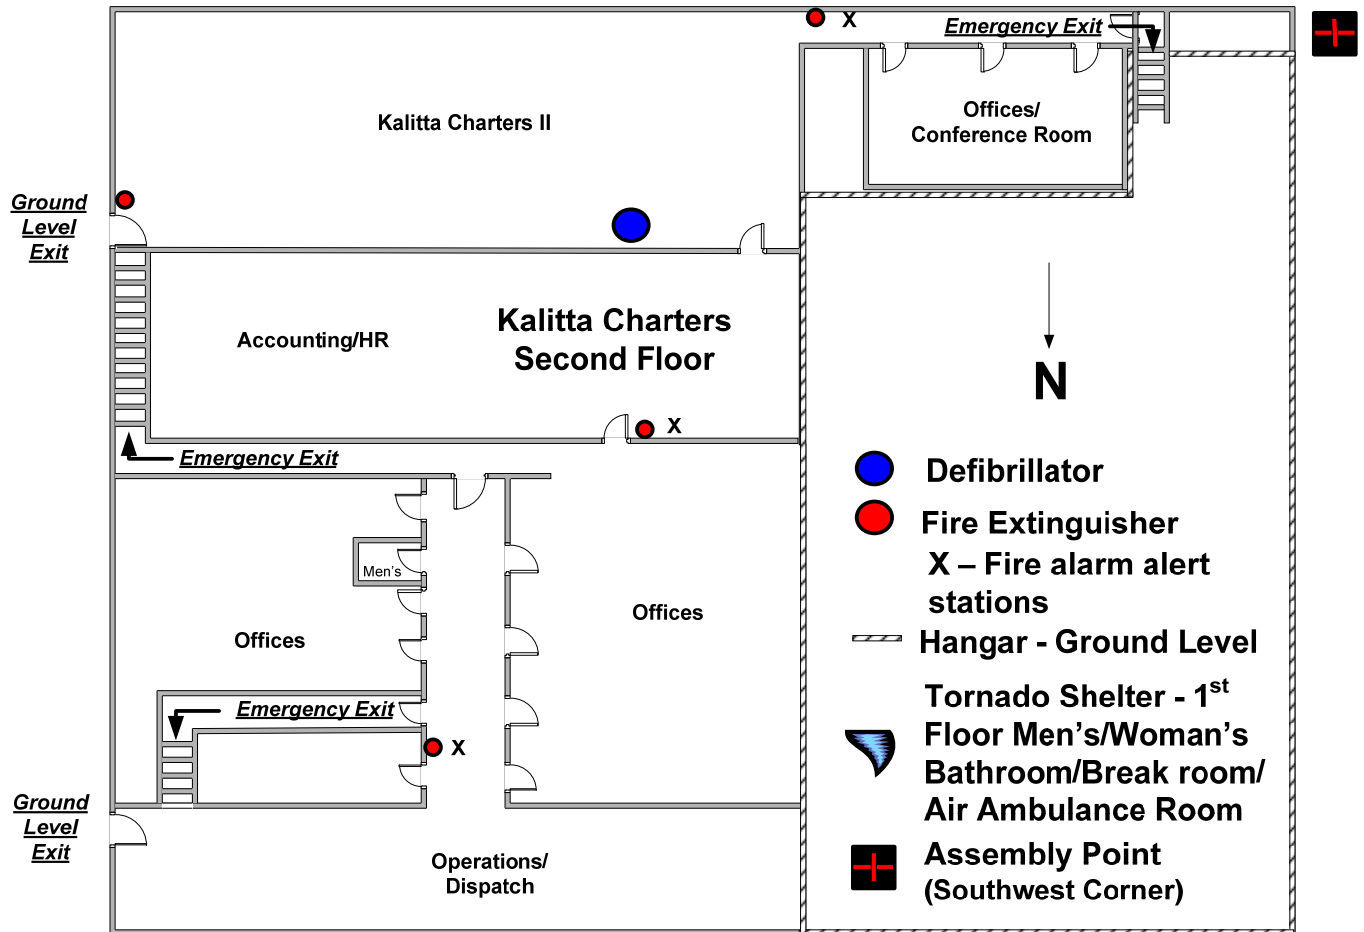 X
Emergency Exit
Kalitta Charters II
Offices/
Conference Room
Ground
Level
Exit
Accounting/HR
Kalitta Charters
Second Floor
N
X
Emergency Exit
Defibrillator
Fire Extinguisher
X – Fire alarm alert
stations
Men's
Offices
Offices
Hangar - Ground Level
Emergency Exit
X
Tornado Shelter - 1st
Floor Men's/Woman's
Bathroom/Break room/
Air Ambulance Room
Ground
Level
Exit
Operations/
Dispatch
Assembly Point
(Southwest Corner)